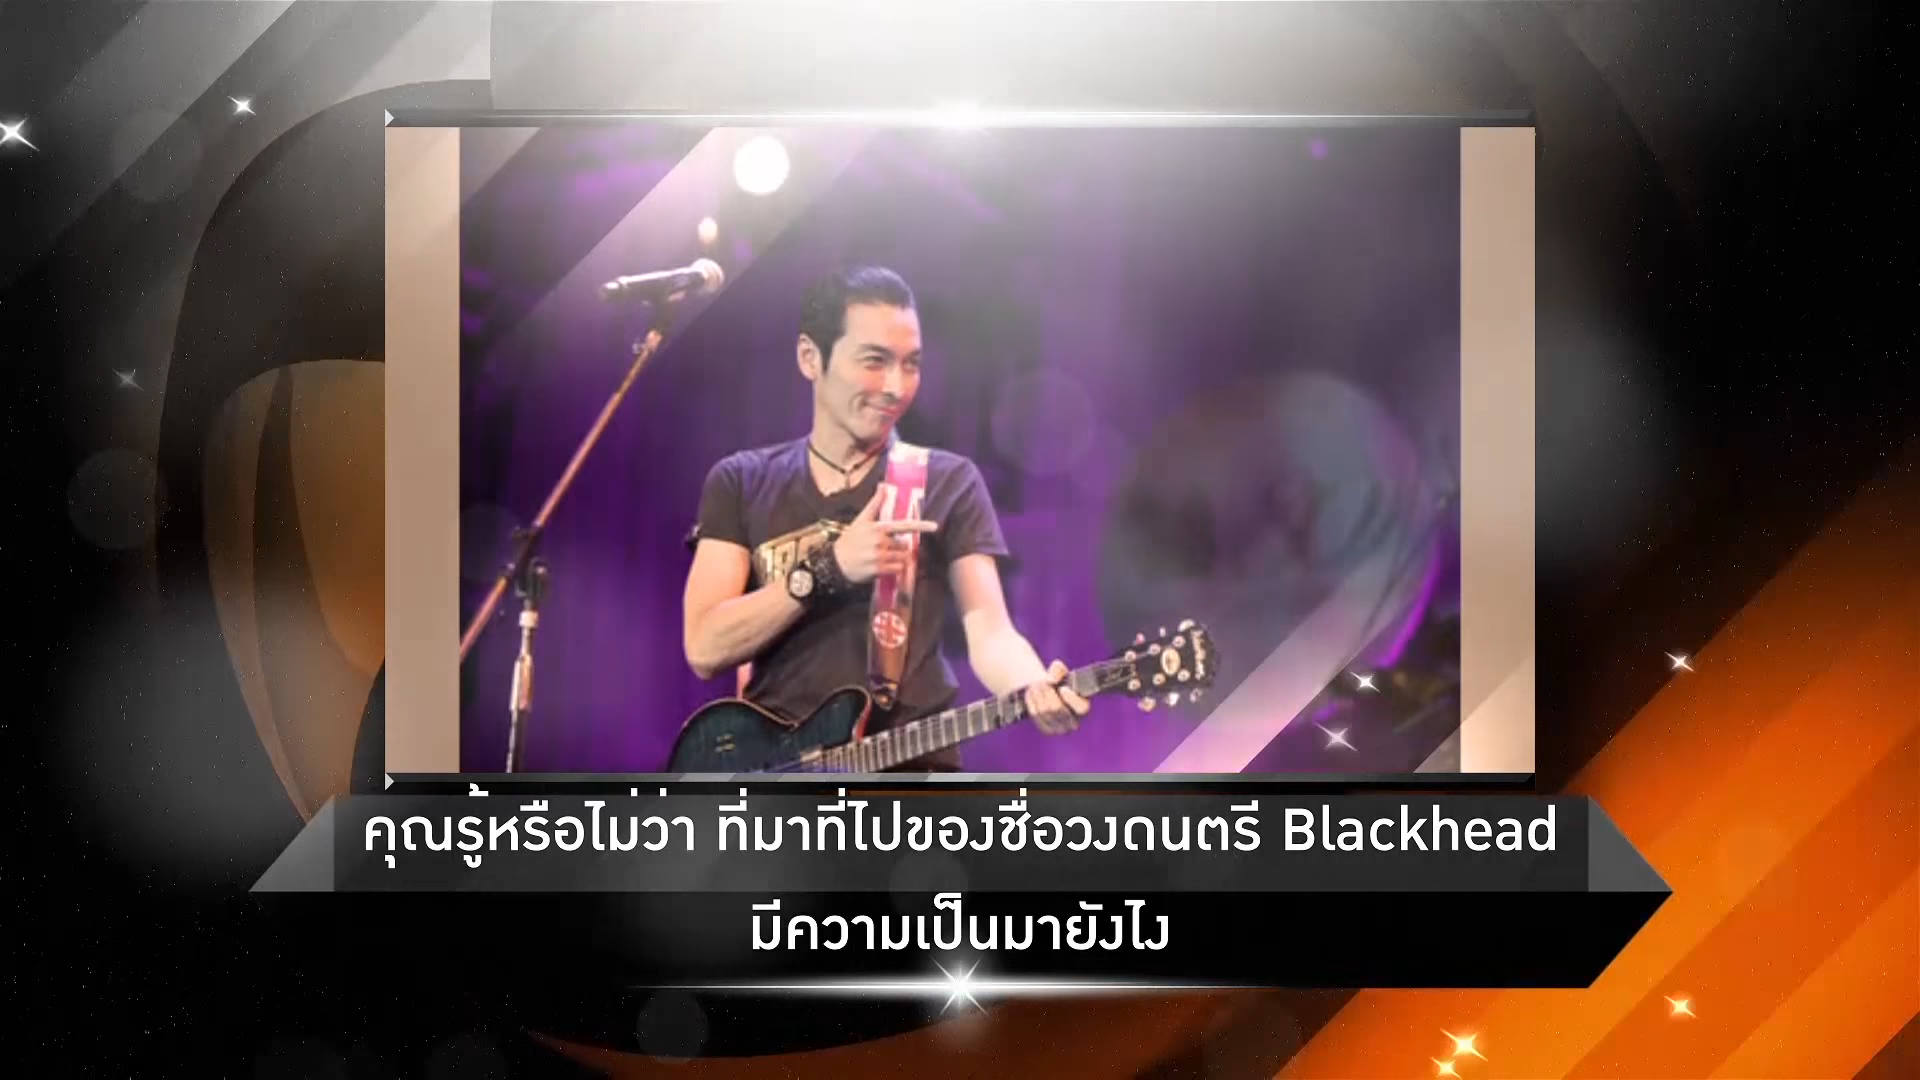 คุณรู้หรือไม่ว่า ที่มาที่ไปของชื่อวงดนตรี Blackhead
มีความเป็นมายังไง